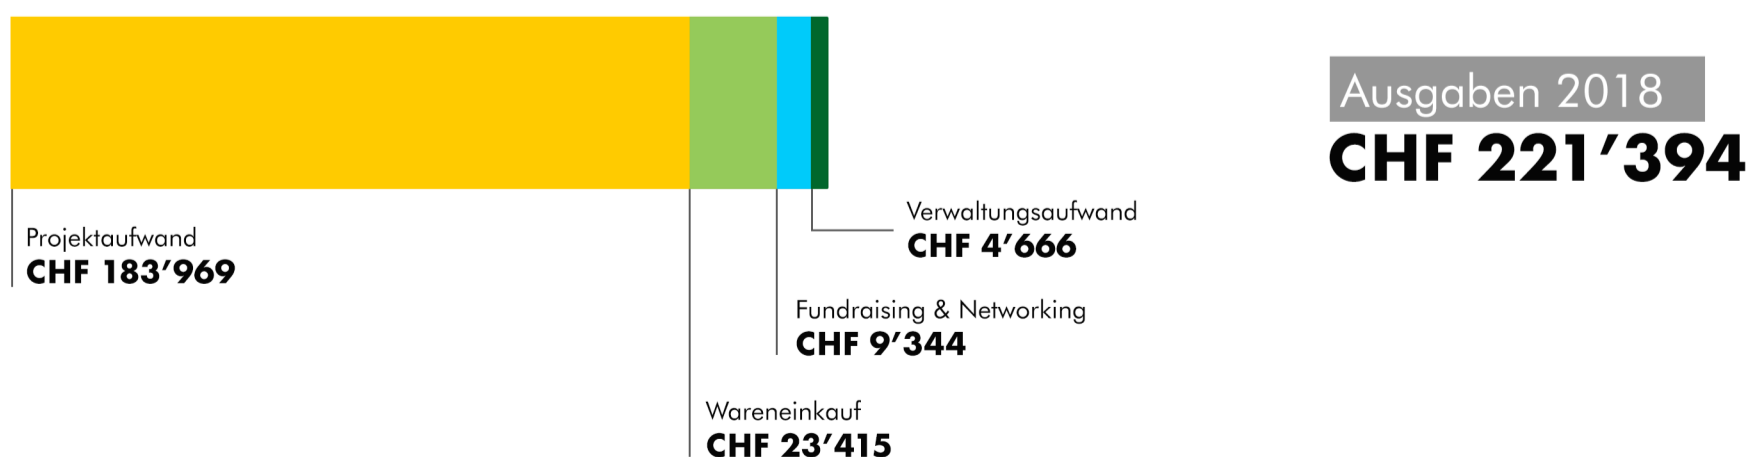 Ausgaben 2018
CHF 221’394
Projektaufwand
CHF 183’969
Verwaltungsaufwand
CHF 4’666
Fundraising & Networking
CHF 9’344
Wareneinkauf
CHF 23’415